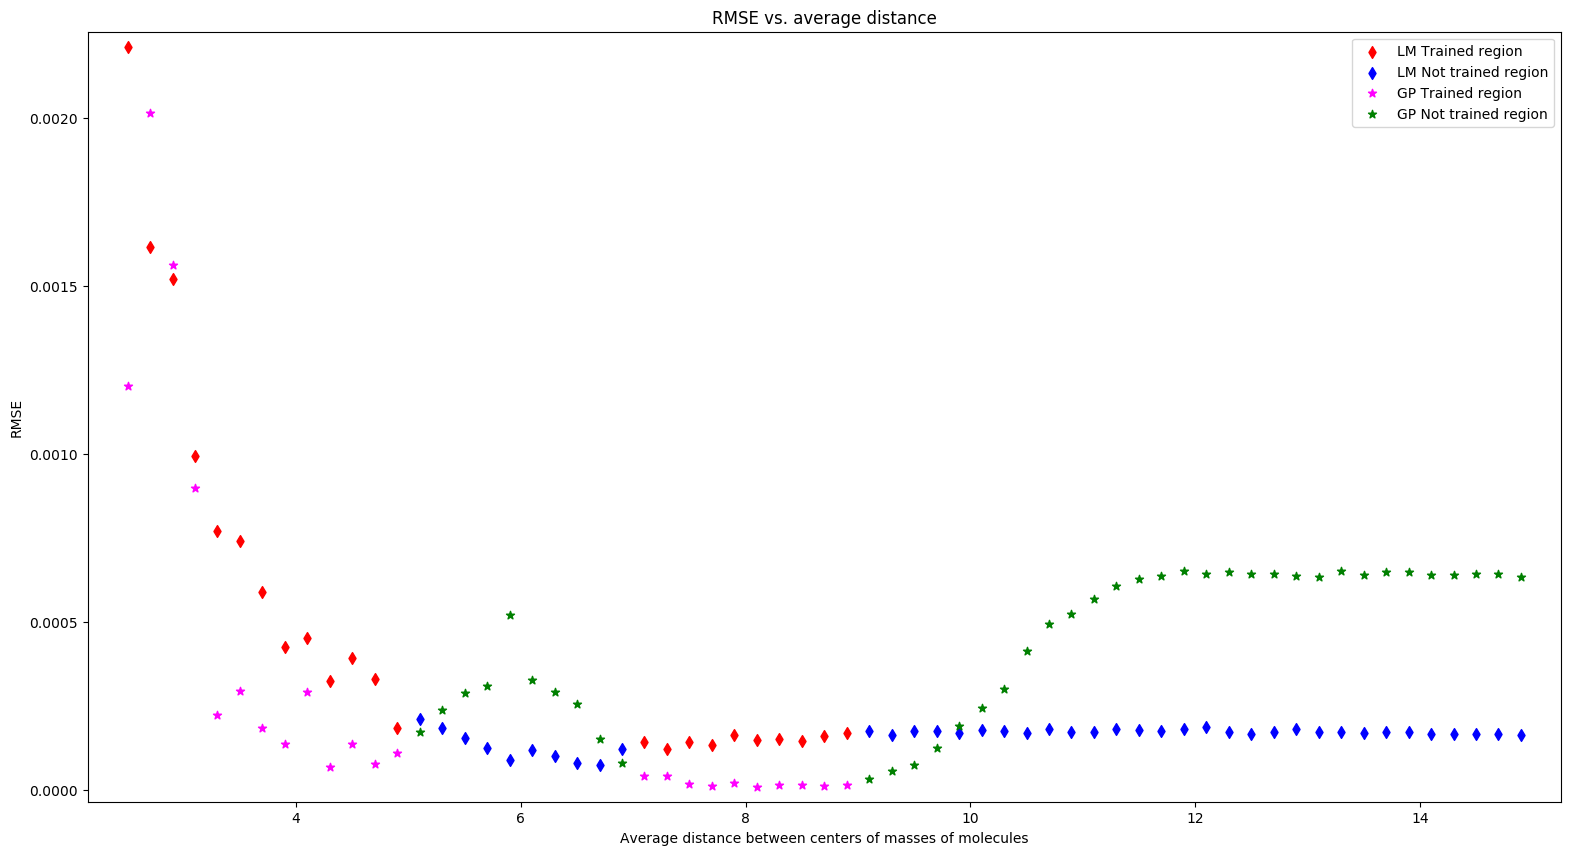 RMSE vs. average distance
LM Trained region
LM Not trained region
GP Trained region
GP Not trained region
RMSE
0.0020
0.0015
0.0010
0.0005
0.0000
4 6 8 10 12 14
Average distance between centers of masses of molecules